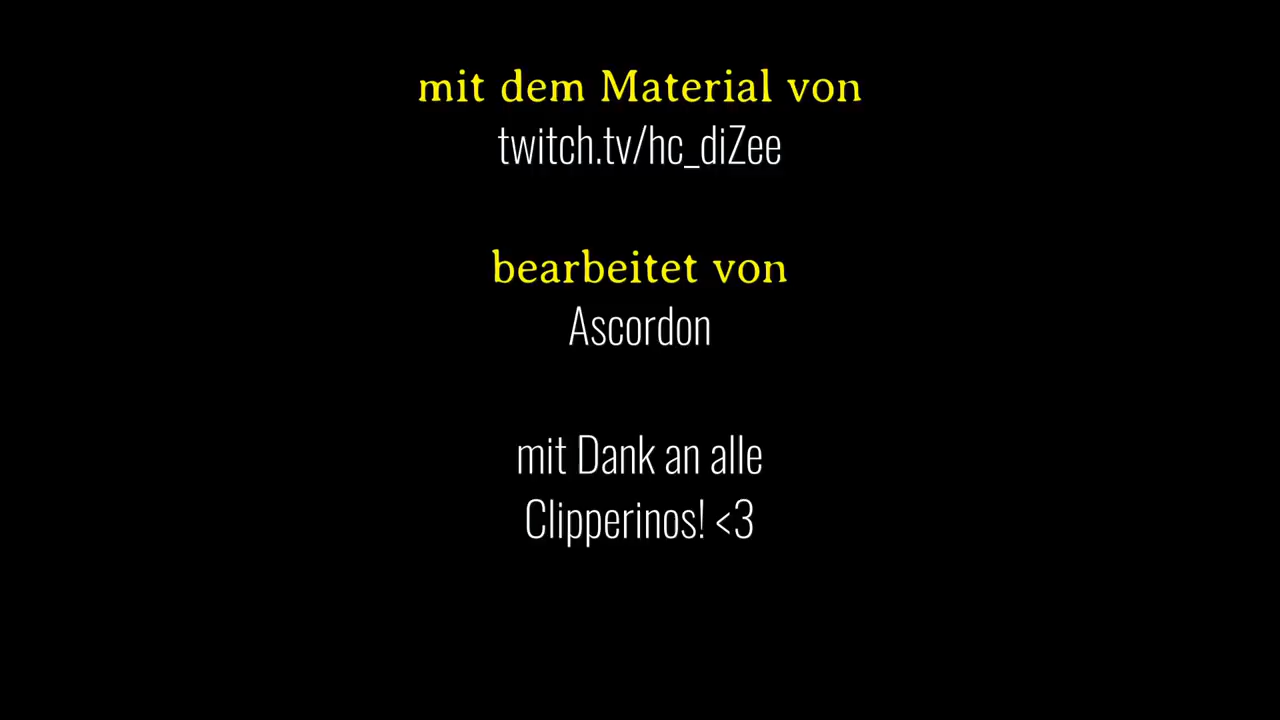 mit dem Material von
twitch.tv/hc_diZee
bearbeitet von
Ascordon
mit Dank an alle
Clipperinos! <3